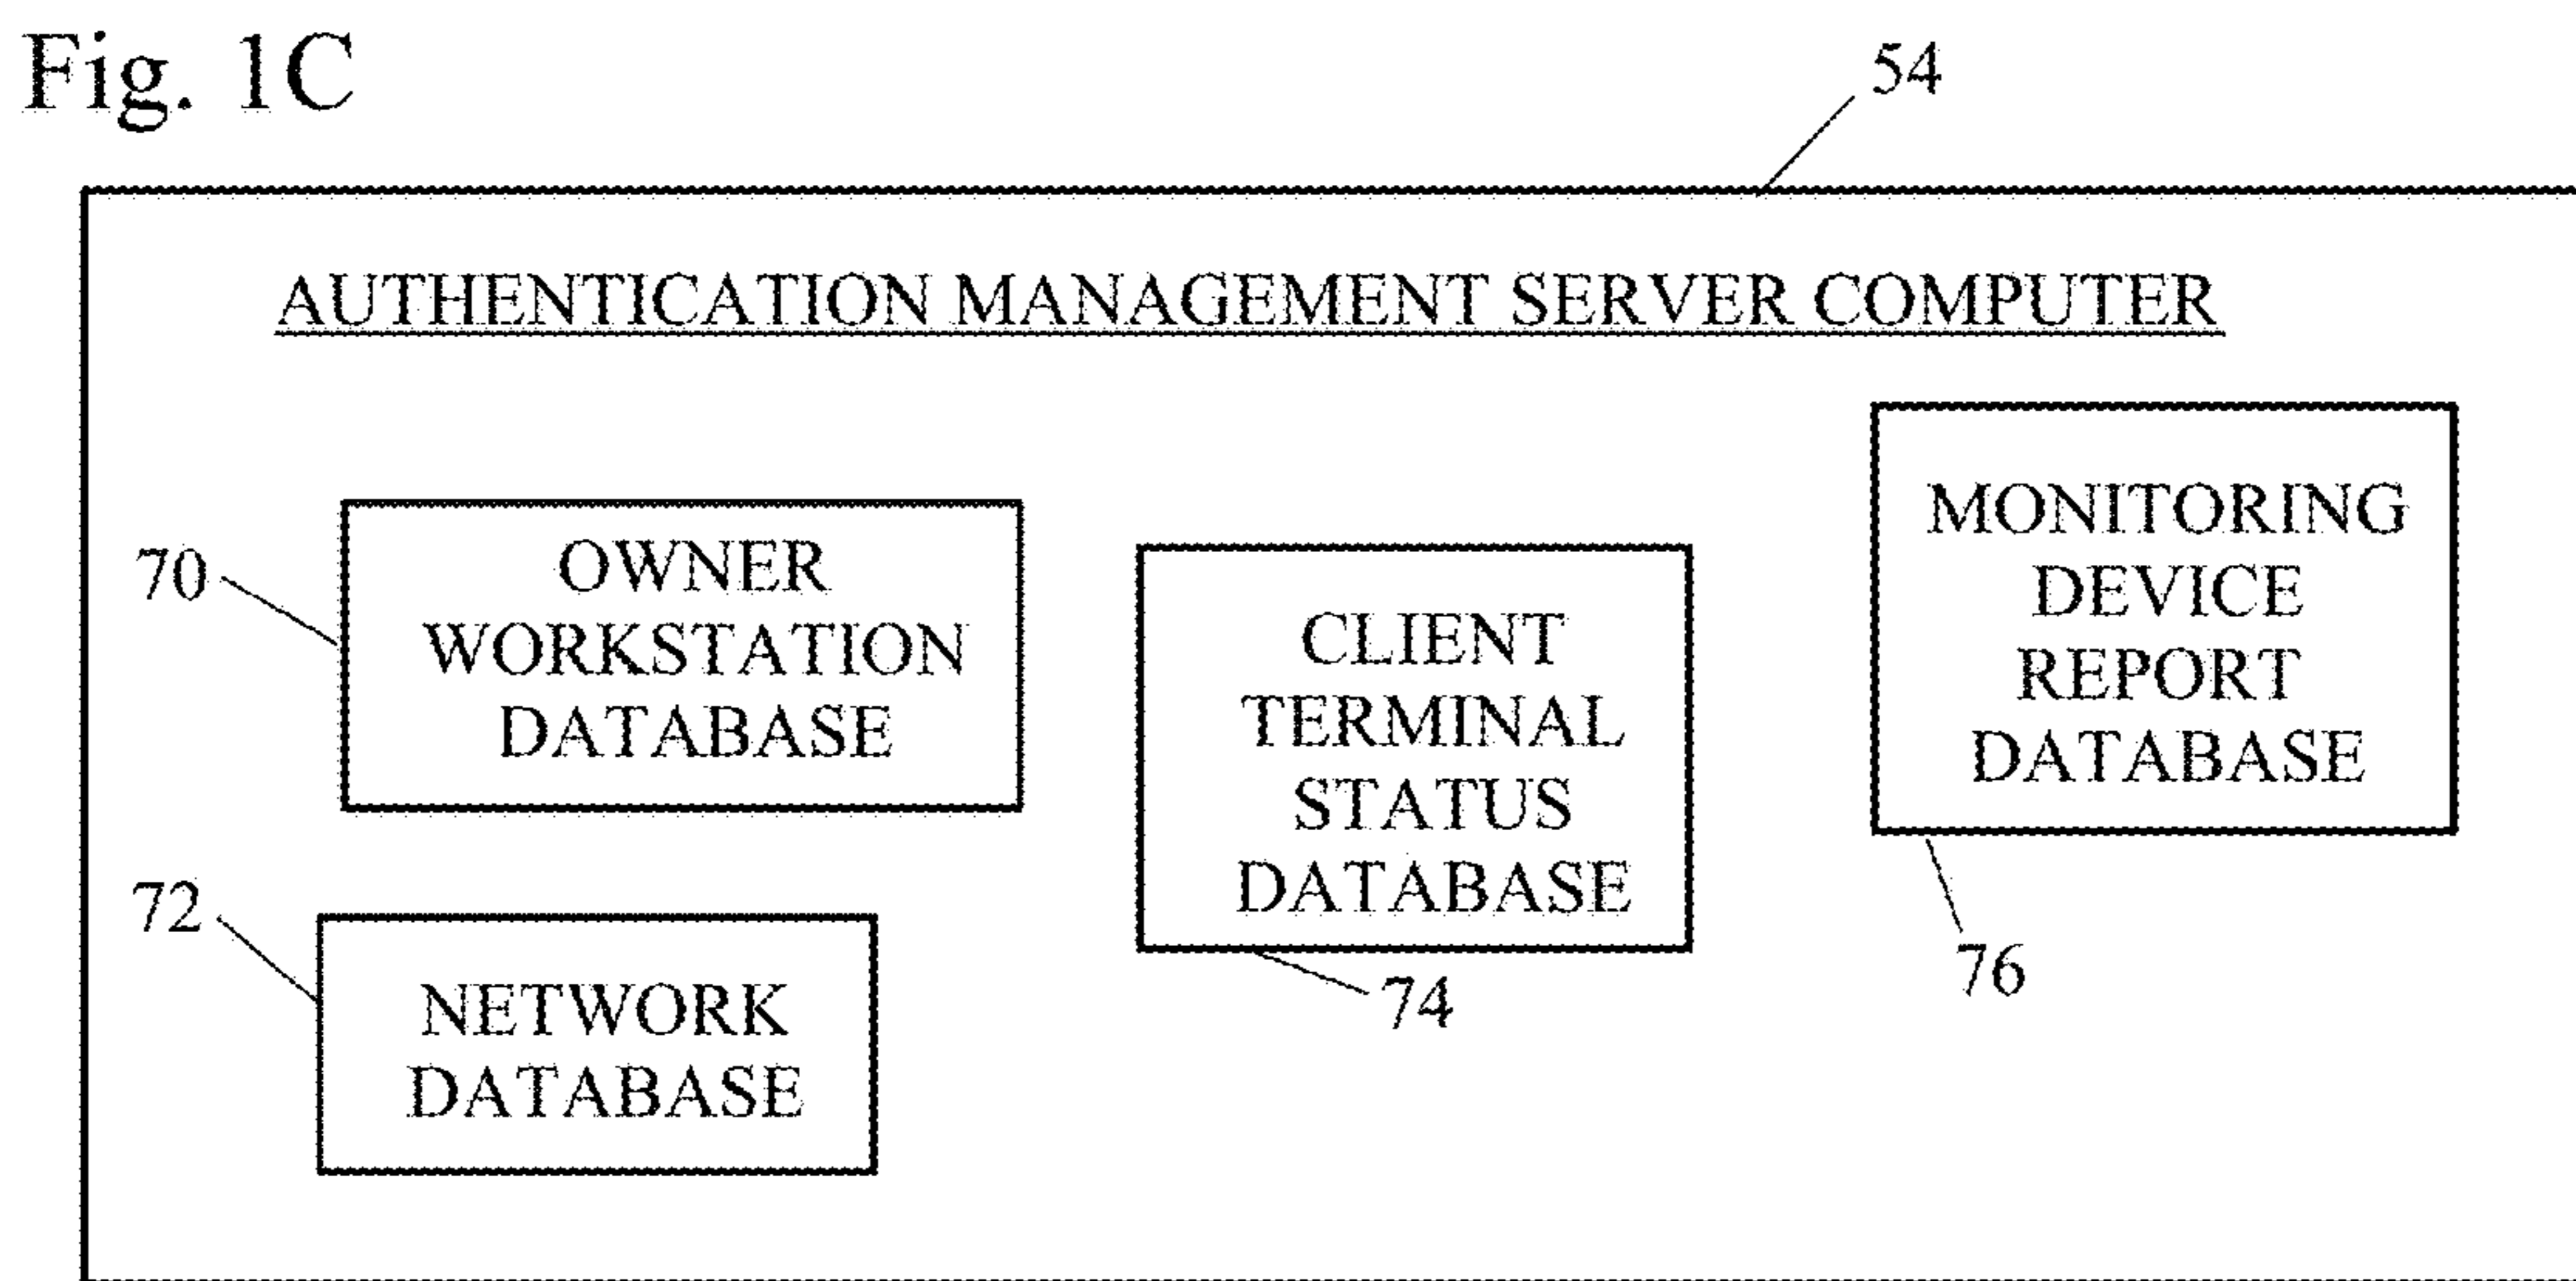 Fig. 1C
54
AUTHENTICATION MANAGEMENT SERVER COMPUTER
70
OWNER
WORKSTATION
DATABASE
72
NETWORK
DATABASE
CLIENT
TERMINAL
STATUS
DATABASE
74
MONITORING
DEVICE
REPORT
DATABASE
76